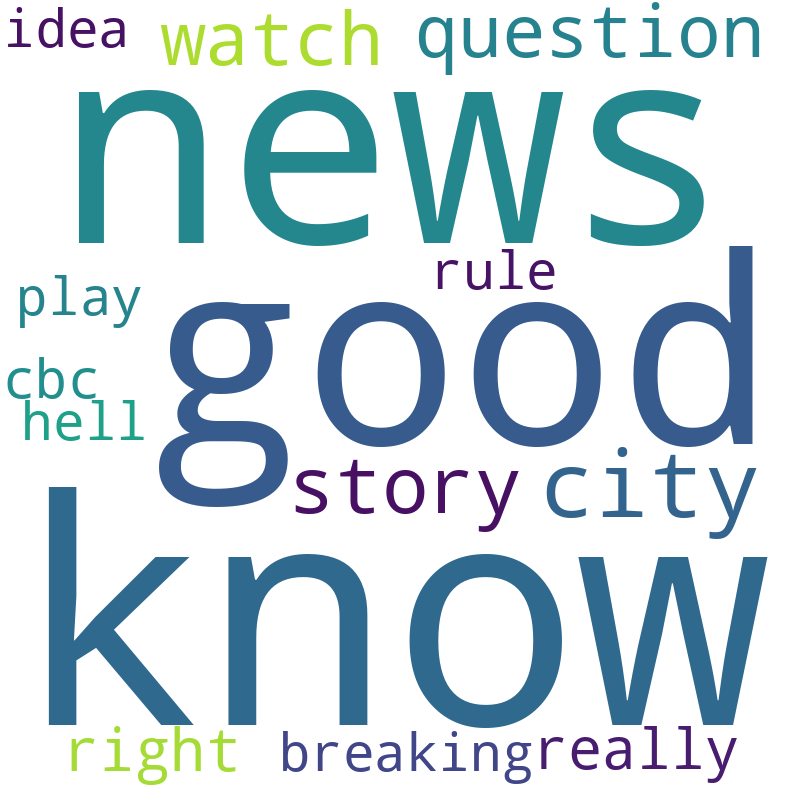 idea watch question
news
rule
play
good
cbc
hell
story city
know
right breaking really